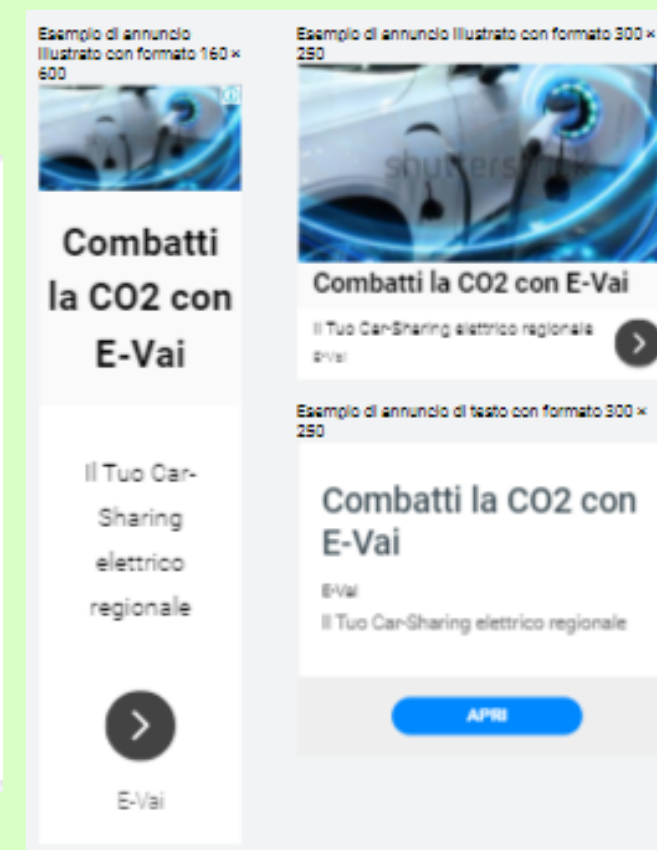 Esempio di annuncio
illustrato con formato 160 ×
600
Combatti
la CO2 con
E-Vai
Il Tuo Car-
Sharing
elettrico
regionale
E-Vai
Esempio di annuncio illustrato con formato 300 ×
250
shutterstock
Combatti la CO2 con E-Vai
Il Tuo Car-Sharing elettrico regionale
E-Vai
Esempio di annuncio di testo con formato 300 ×
250
Combatti la CO2 con
E-Vai
E-Vai
Il Tuo Car-Sharing elettrico regionale
APRI